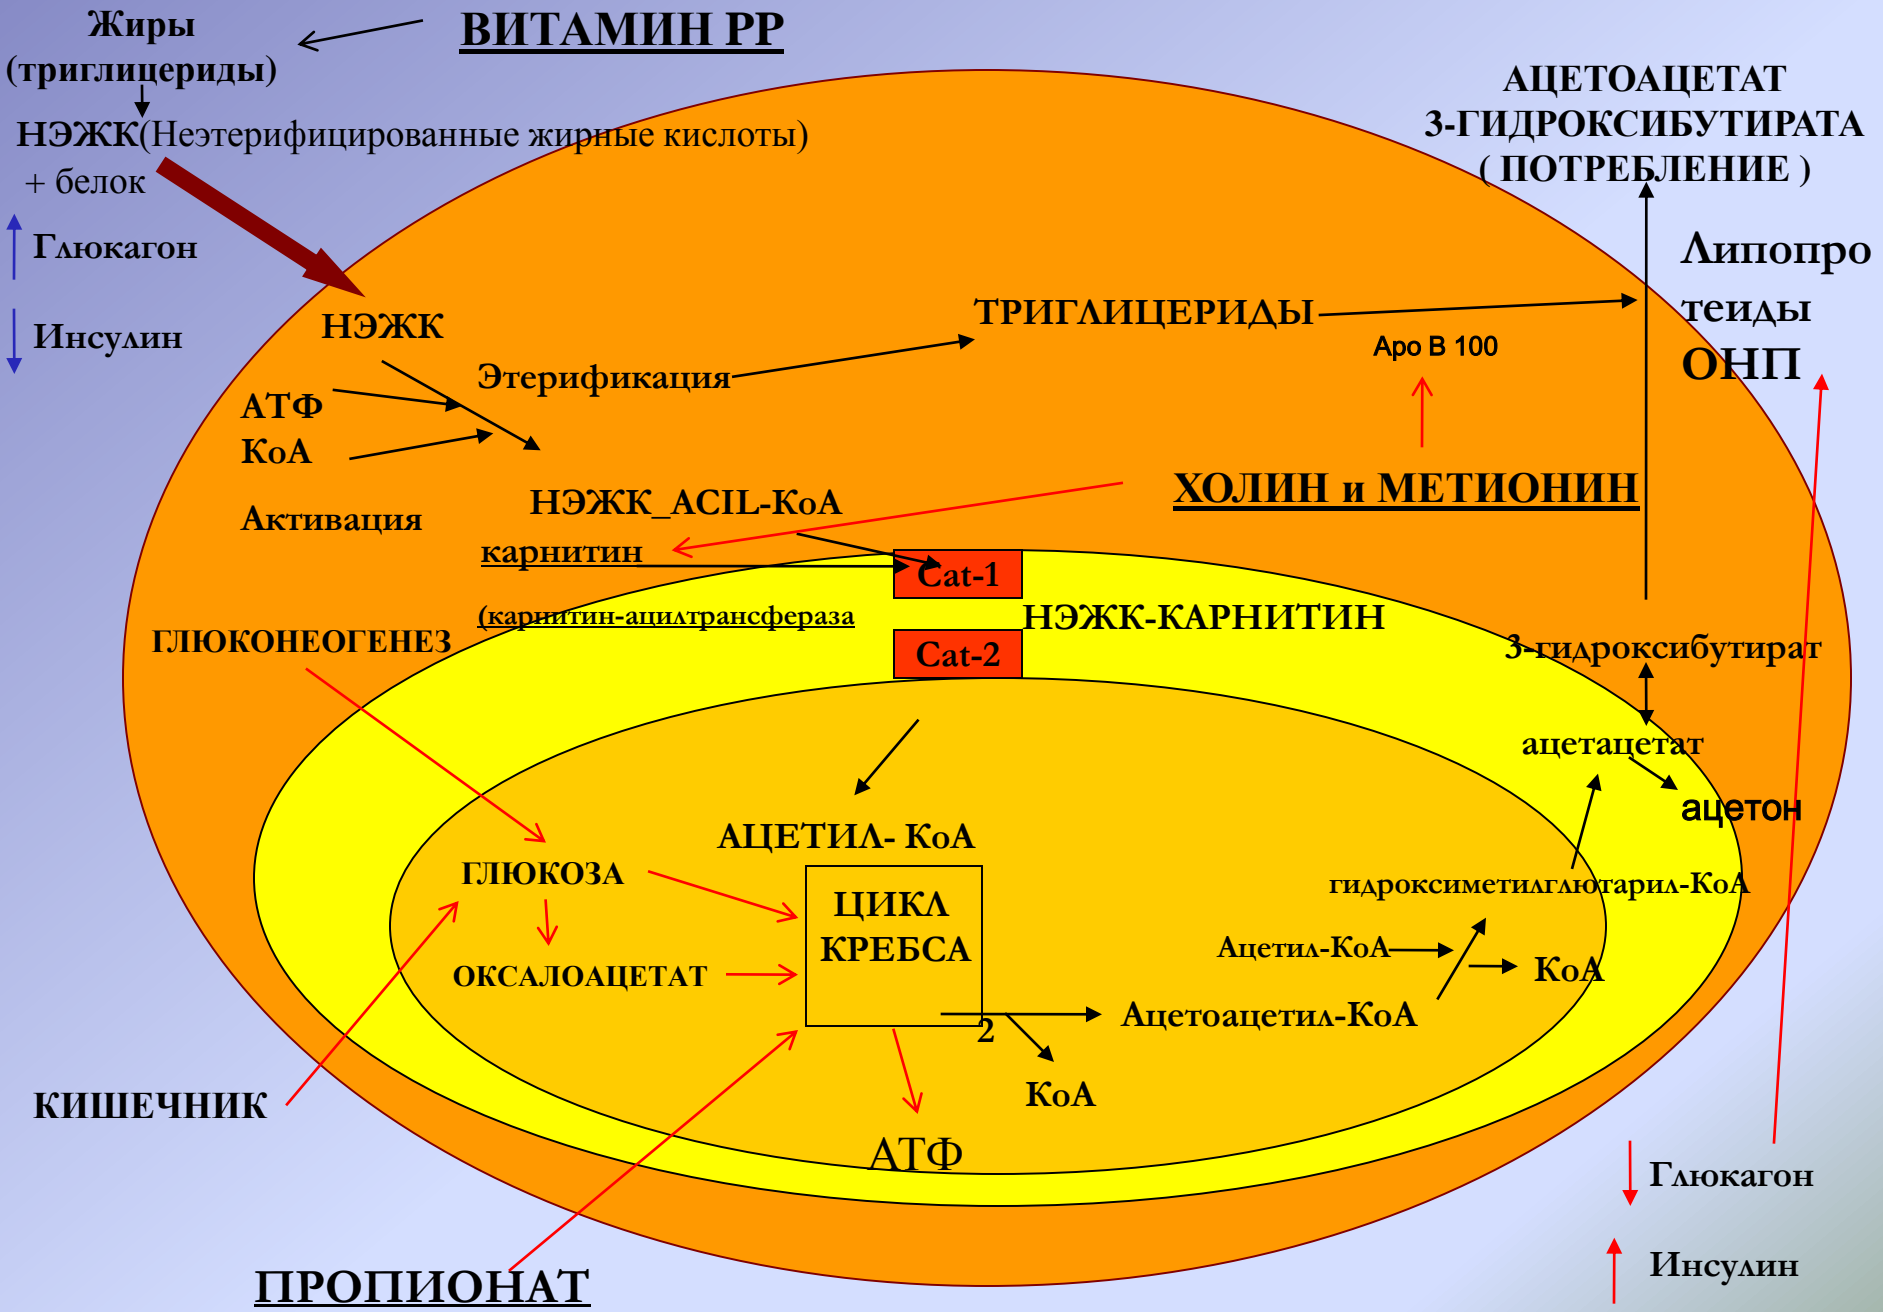 Жиры
(триглицериды)
ВИТАМИН РР
НЭЖК(Неэтерифицированные жирные кислоты)
+ белок
АЦЕТОАЦЕТАТ
3-ГИДРОКСИБУТИРАТА
( ПОТРЕБЛЕНИЕ )
Глюкагон
Инсулин
Липопро
теиды
ОНП
НЭЖК
ТРИГЛИЦЕРИДЫ
Apo B 100
Этерификация
АТФ
КоА
Активация
НЭЖК_ACIL-КоА
ХОЛИН и МЕТИОНИН
карнитин
Cat-1
(карнитин-ацилтрансфераза
НЭЖК-КАРНИТИН
ГЛЮКОНЕОГЕНЕЗ
Cat-2
3-гидроксибутират
ацетацетат
ацетон
АЦЕТИЛ- КоА
ГЛЮКОЗА
ЦИКЛ
КРЕБСА
гидроксиметилглютарил-КоА
Ацетил-КоА
КоА
ОКСАЛОАЦЕТАТ
Ацетоацетил-КоА
2
КоА
КИШЕЧНИК
АТФ
Глюкагон
Инсулин
ПРОПИОНАТ